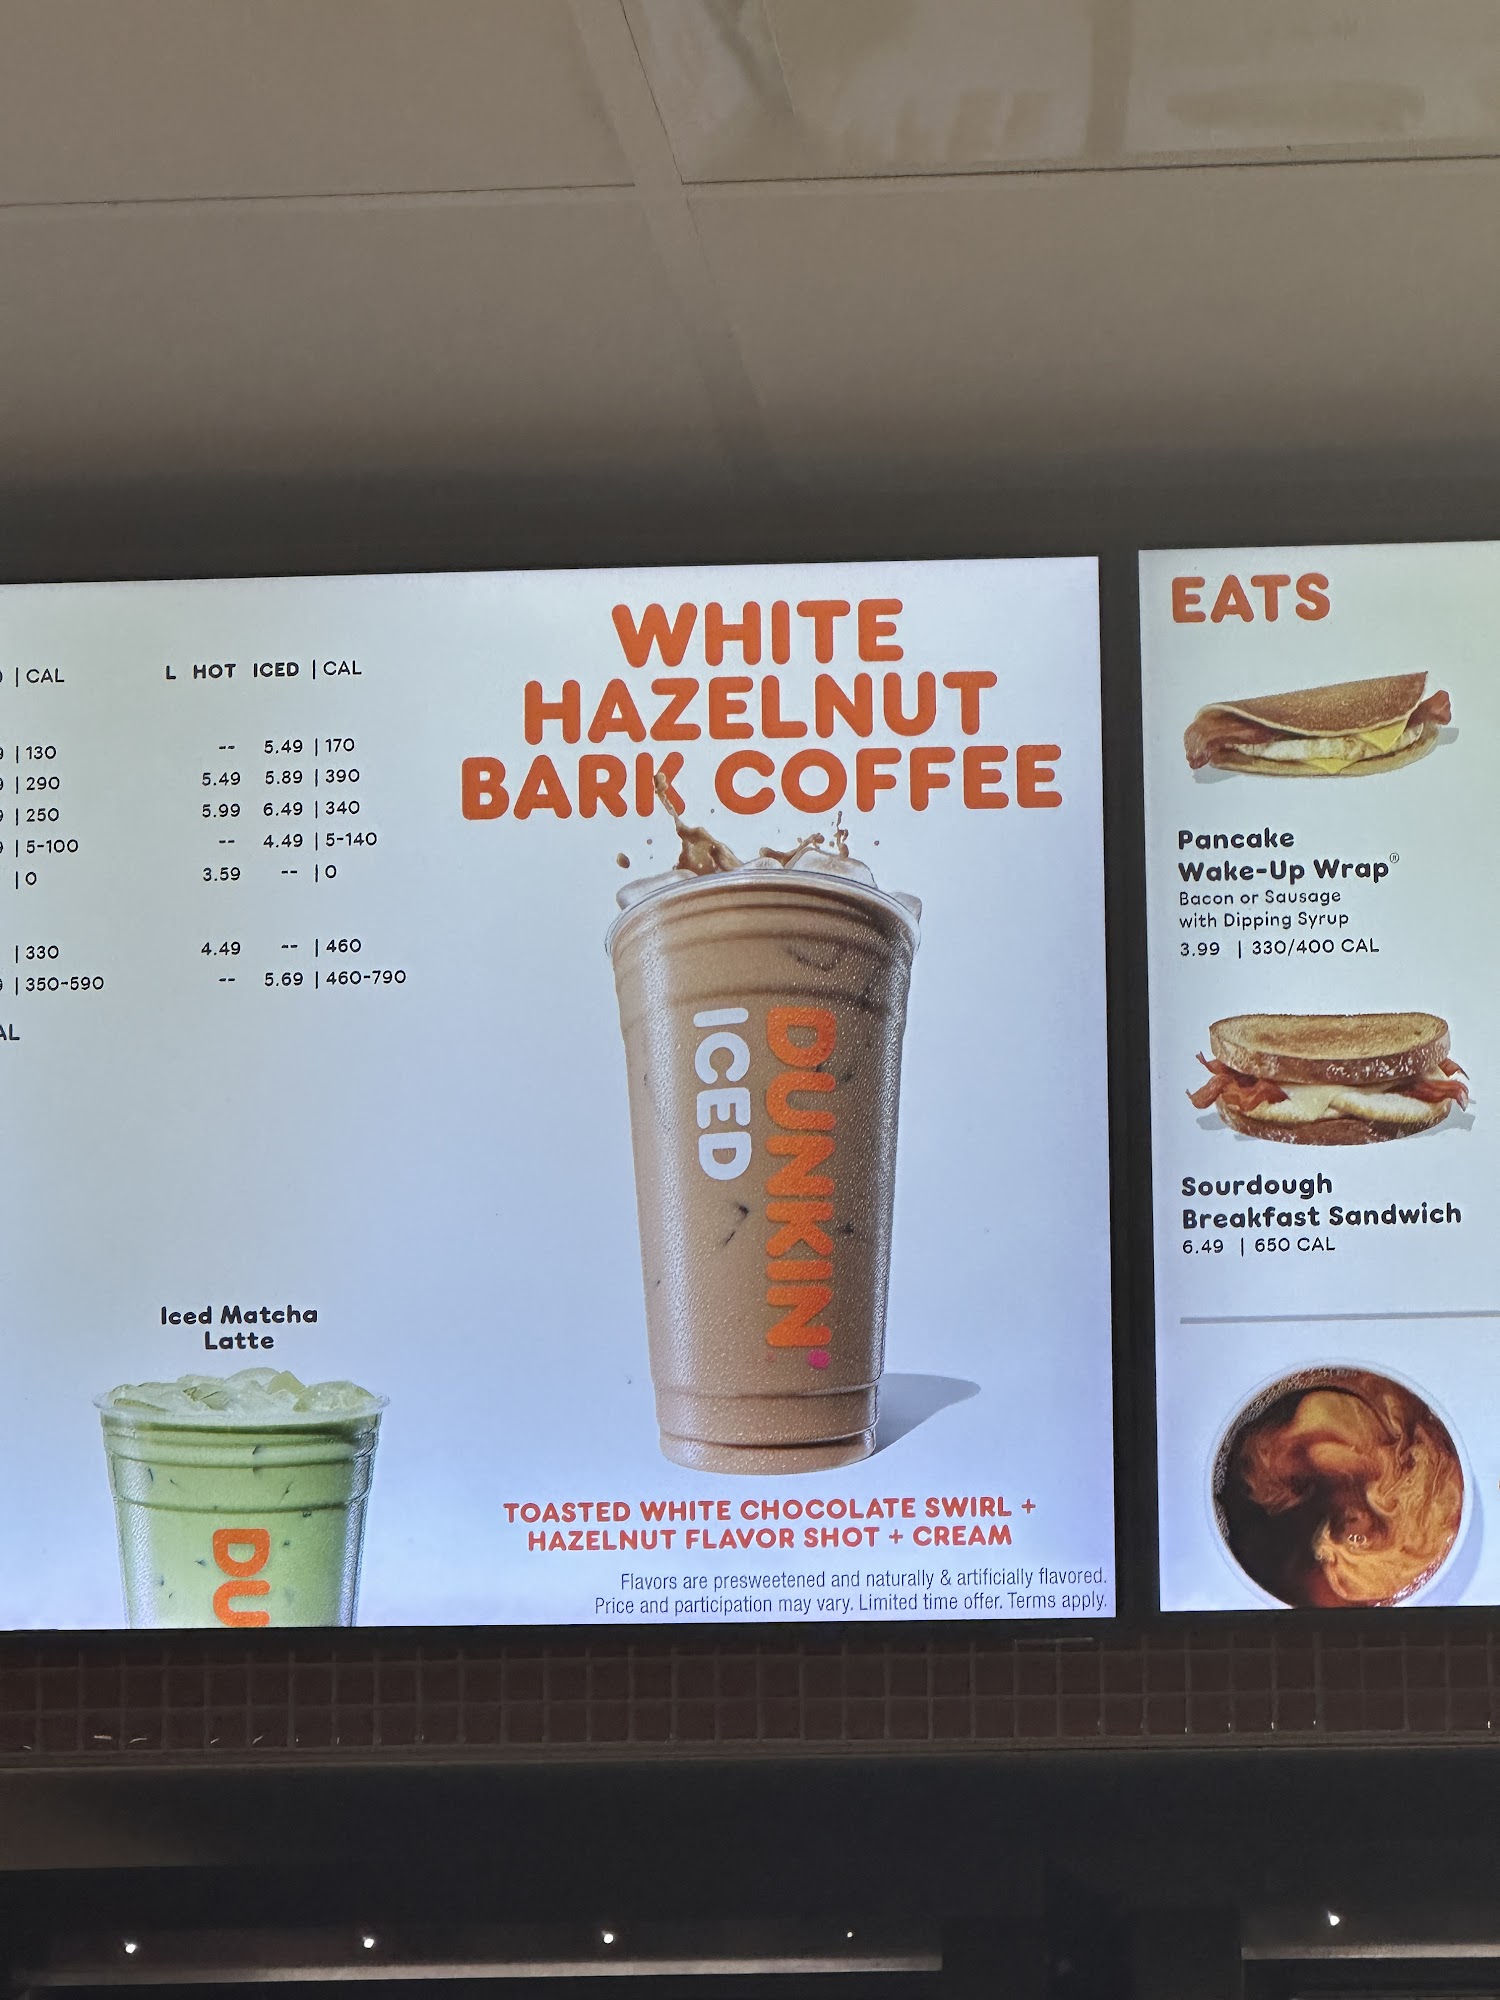 | CAL
L HOT ICED | CAL
| 130
-- 5.49 | 170
| 290
5.49 5.89 | 390
| 250
5.99 6.49 | 340
| 5-100
-- 4.49 | 5-140
| 0
3.59 -- | 0
| 330
4.49 -- | 460
| 350-590
-- 5.69 | 460-790
AL
Iced Matcha
Latte
DU
WHITE
HAZELNUT
BARK COFFEE
DUNKIN
ICED
TOASTED WHITE CHOCOLATE SWIRL +
HAZELNUT FLAVOR SHOT + CREAM
Flavors are presweetened and naturally & artificially flavored.
Price and participation may vary. Limited time offer. Terms apply.
EATS
Pancake
Wake-Up Wrap®
Bacon or Sausage
with Dipping Syrup
3.99 | 330/400 CAL
Sourdough
Breakfast Sandwich
6.49 | 650 CAL